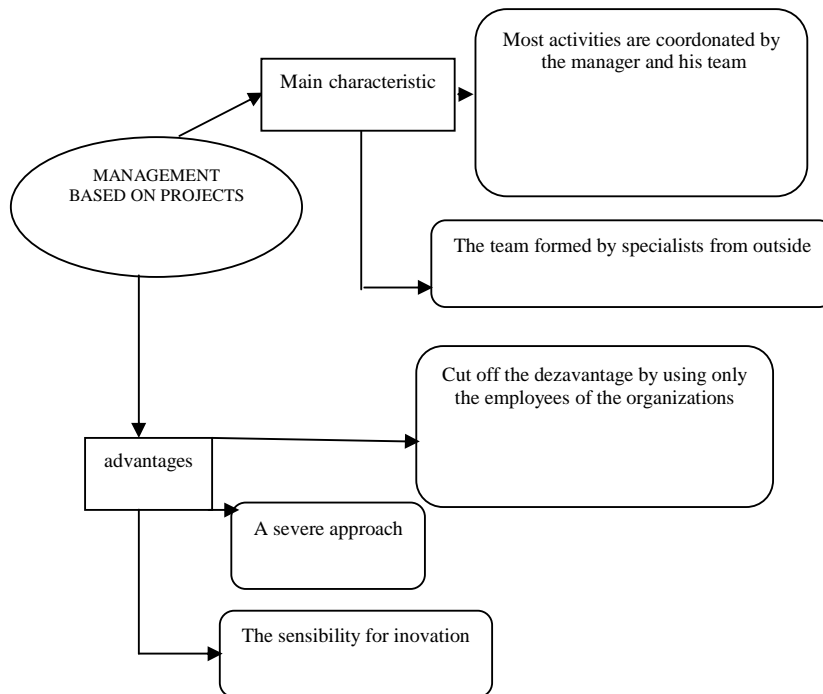 Most activities are coordonated by
the manager and his team
Main characteristic
MANAGEMENT
BASED ON PROJECTS
The team formed by specialists from outside
Cut off the dezavantage by using only
the employees of the organizations
advantages
A severe approach
The sensibility for inovation